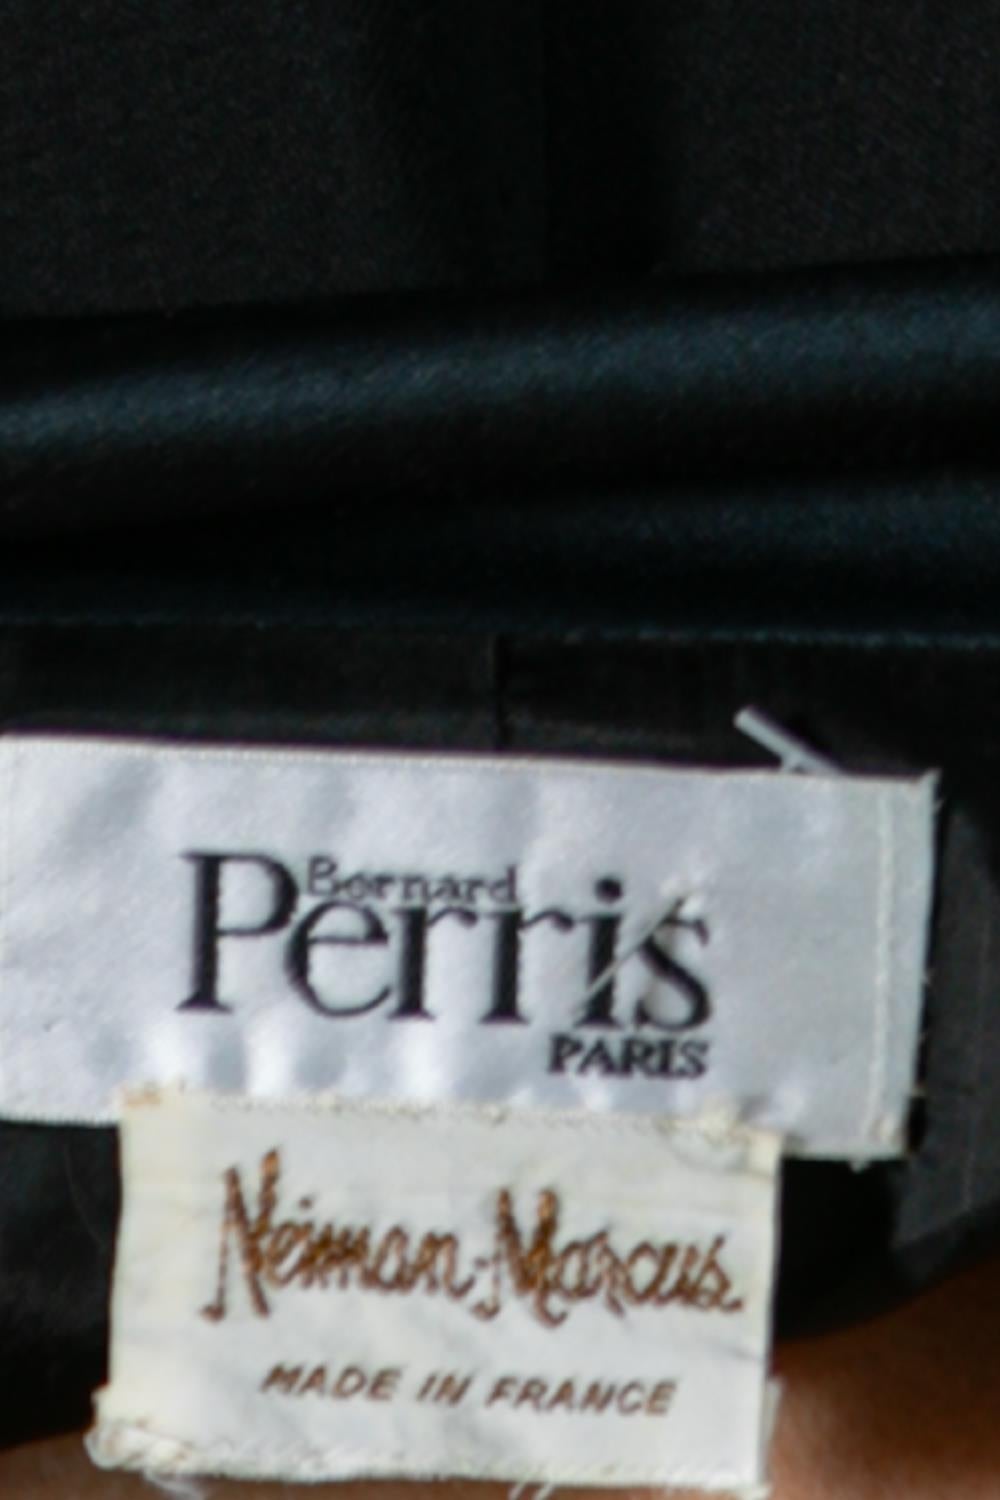 Bernard
Perris
PARIS
Neiman-Marcus
MADE IN FRANCE